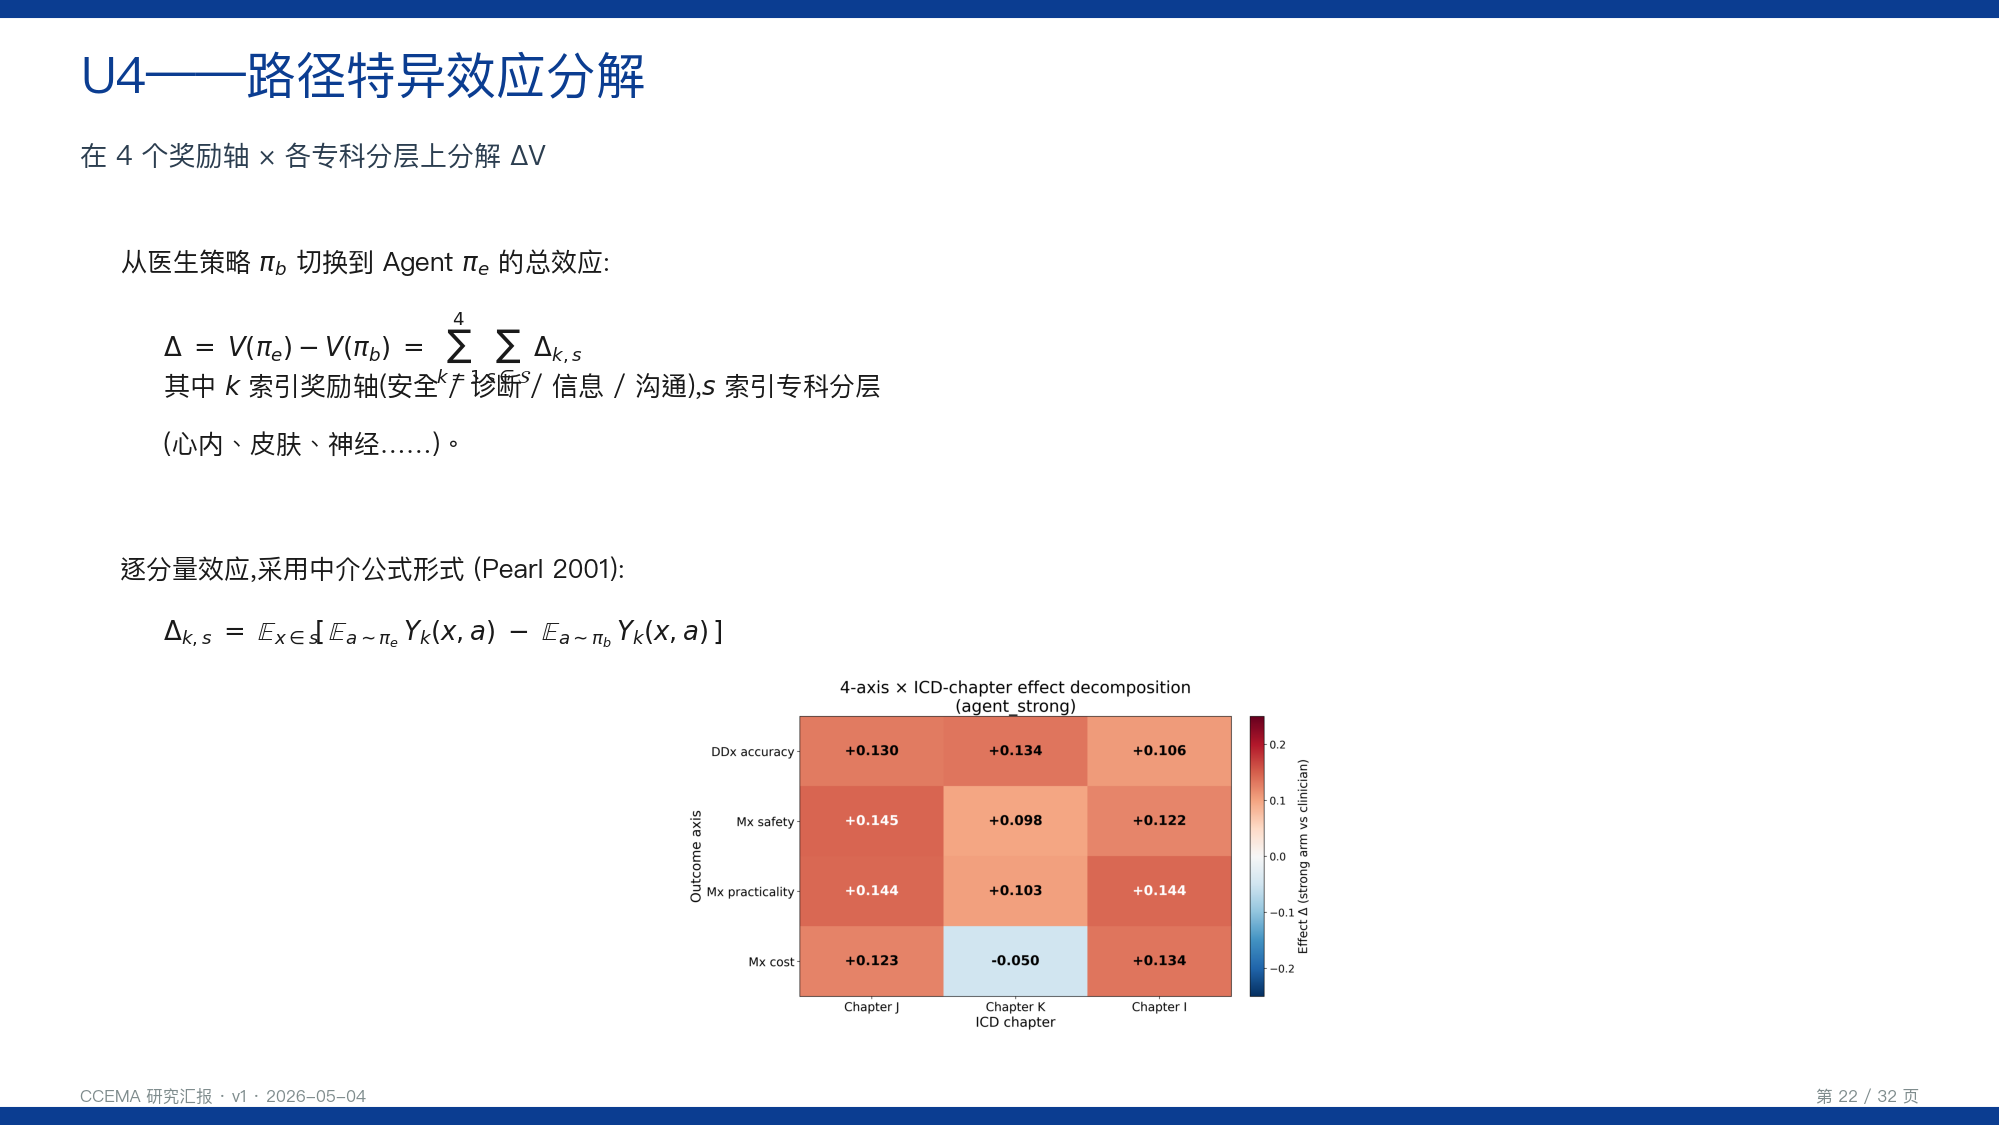 U4——路径特异效应分解
在 4 个奖励轴 × 各专科分层上分解 ΔV
从医生策略 π_b 切换到 Agent π_e 的总效应:
Δ = V(π_e) − V(π_b) = ∑_{k=1}^{4} ∑_{s∈𝒮} Δ_{k,s}
其中 k 索引奖励轴(安全 / 诊断 / 信息 / 沟通),s 索引专科分层
(心内、皮肤、神经……)。
逐分量效应,采用中介公式形式 (Pearl 2001):
Δ_{k,s} = 𝔼_{x∈s}[ 𝔼_{a∼π_e} Y_k(x, a) − 𝔼_{a∼π_b} Y_k(x, a) ]
4-axis × ICD-chapter effect decomposition
(agent_strong)
Outcome axis
DDx accuracy +0.130 +0.134 +0.106
Mx safety +0.145 +0.098 +0.122
Mx practicality +0.144 +0.103 +0.144
Mx cost +0.123 -0.050 +0.134
Chapter J Chapter K Chapter I
ICD chapter
0.2
0.1
0.0
−0.1
−0.2
Effect Δ (strong arm vs clinician)
CCEMA 研究汇报 · v1 · 2026-05-04
第 22 / 32 页